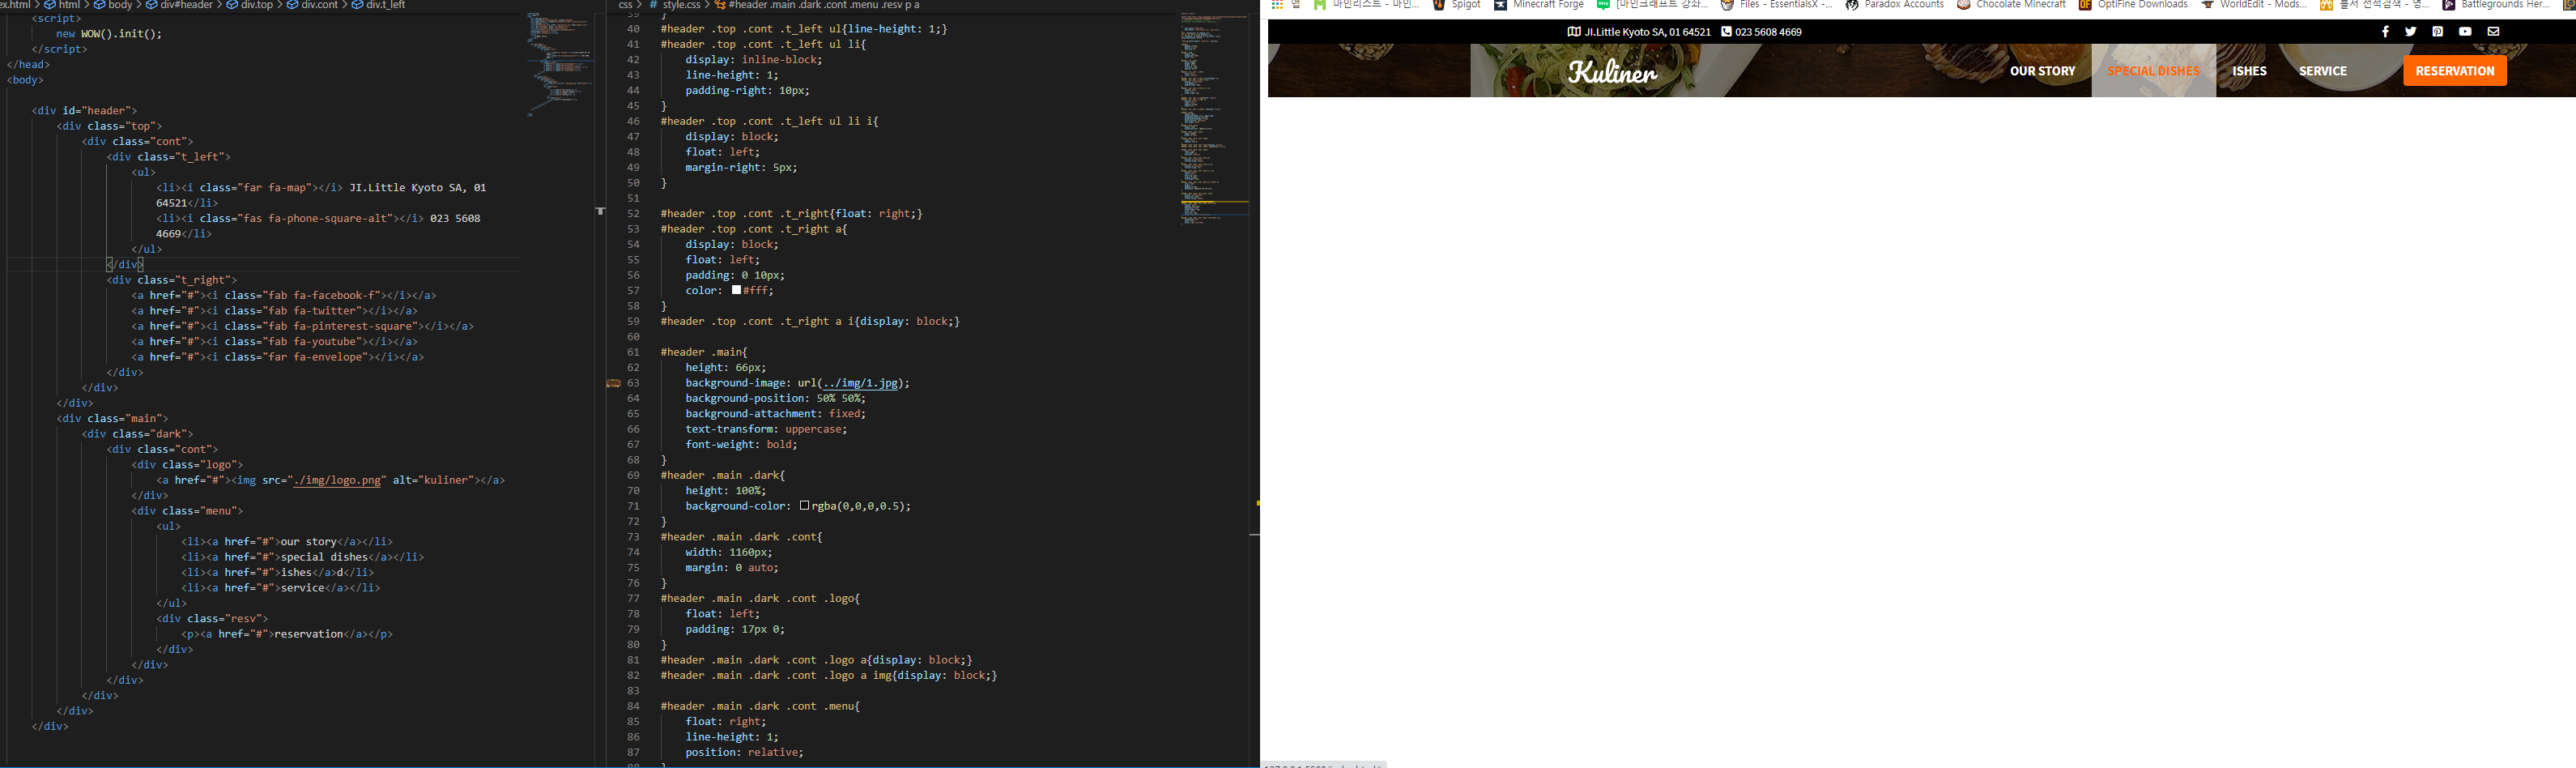 ex.html > html > body > div#header > div.top > div.cont > div.t_left
<script>
new WOW().init();
</script>
</head>
<body>
<div id="header">
<div class="top">
<div class="cont">
<div class="t_left">
<ul>
<li><i class="far fa-map"></i> JI.Little Kyoto SA, 01
64521</li>
<li><i class="fas fa-phone-square-alt"></i> 023 5608
4669</li>
</ul>
</div>
<div class="t_right">
<a href="#"><i class="fab fa-facebook-f"></i></a>
<a href="#"><i class="fab fa-twitter"></i></a>
<a href="#"><i class="fab fa-pinterest-square"></i></a>
<a href="#"><i class="fab fa-youtube"></i></a>
<a href="#"><i class="far fa-envelope"></i></a>
</div>
</div>
</div>
<div class="main">
<div class="dark">
<div class="cont">
<div class="logo">
<a href="#"><img src="./img/logo.png" alt="kuliner"></a>
</div>
<div class="menu">
<ul>
<li><a href="#">our story</a></li>
<li><a href="#">special dishes</a></li>
<li><a href="#">ishes</a>d</li>
<li><a href="#">service</a></li>
</ul>
<div class="resv">
<p><a href="#">reservation</a></p>
</div>
</div>
</div>
</div>
</div>
</div>
css > # style.css > #header .main .dark .cont .menu .resv p a
39 }
40 #header .top .cont .t_left ul{line-height: 1;}
41 #header .top .cont .t_left ul li{
42 display: inline-block;
43 line-height: 1;
44 padding-right: 10px;
45 }
46 #header .top .cont .t_left ul li i{
47 display: block;
48 float: left;
49 margin-right: 5px;
50 }
51
52 #header .top .cont .t_right{float: right;}
53 #header .top .cont .t_right a{
54 display: block;
55 float: left;
56 padding: 0 10px;
57 color: #fff;
58 }
59 #header .top .cont .t_right a i{display: block;}
60
61 #header .main{
62 height: 66px;
63 background-image: url(../img/1.jpg);
64 background-position: 50% 50%;
65 background-attachment: fixed;
66 text-transform: uppercase;
67 font-weight: bold;
68 }
69 #header .main .dark{
70 height: 100%;
71 background-color: rgba(0,0,0,0.5);
72 }
73 #header .main .dark .cont{
74 width: 1160px;
75 margin: 0 auto;
76 }
77 #header .main .dark .cont .logo{
78 float: left;
79 padding: 17px 0;
80 }
81 #header .main .dark .cont .logo a{display: block;}
82 #header .main .dark .cont .logo a img{display: block;}
83
84 #header .main .dark .cont .menu{
85 float: right;
86 line-height: 1;
87 position: relative;
88 }
앱 마인리스트 - 마인... Spigot Minecraft Forge [마인크래프트 강좌... Files - EssentialsX -... Paradox Accounts Chocolate Minecraft OptiFine Downloads WorldEdit - Mods... Battlegrounds Her...
JI.Little Kyoto SA, 01 64521 023 5608 4669
Kuliner OUR STORY SPECIAL DISHES ISHES SERVICE RESERVATION